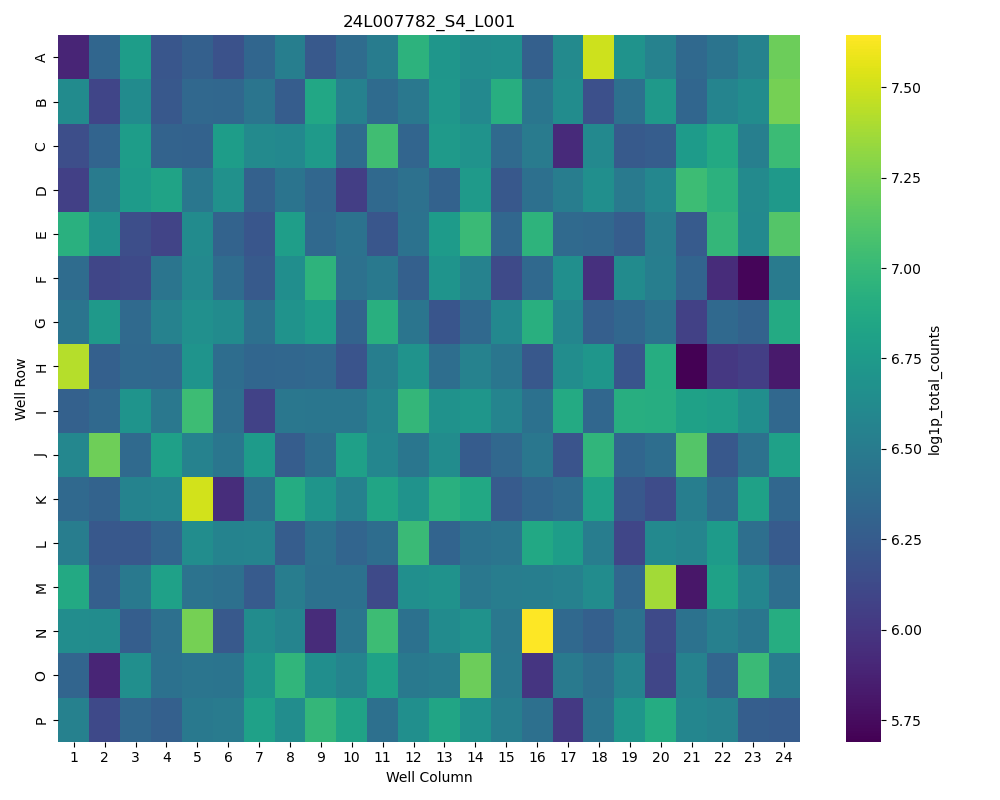 24L007782_S4_L001
A
B
C
D
E
F
G
H
I
J
K
L
M
N
O
P
Well Row
1 2 3 4 5 6 7 8 9 10 11 12 13 14 15 16 17 18 19 20 21 22 23 24
Well Column
7.50
7.25
7.00
6.75
6.50
6.25
6.00
5.75
log1p_total_counts